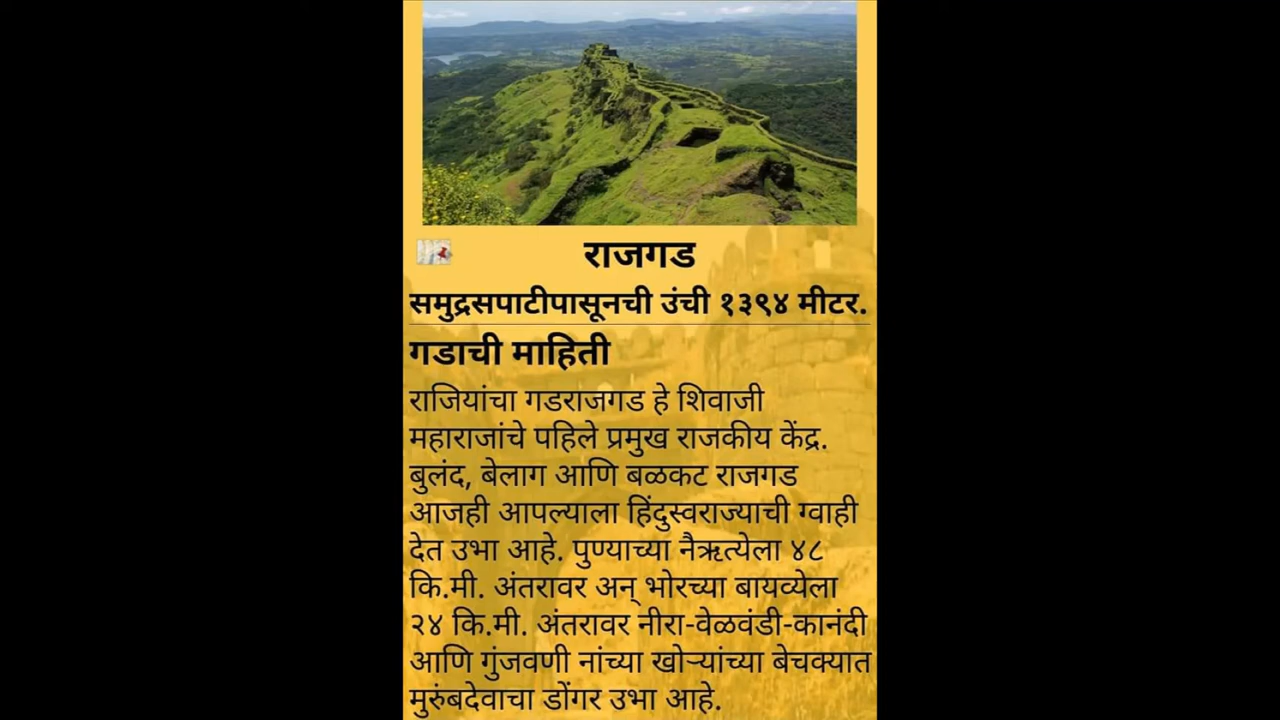 राजगड
समुद्रसपाटीपासूनची उंची १३९४ मीटर.
गडाची माहिती
राजियांचा गडराजगड हे शिवाजी
महाराजांचे पहिले प्रमुख राजकीय केंद्र.
बुलंद, बेलाग आणि बळकट राजगड
आजही आपल्याला हिंदुस्वराज्याची ग्वाही
देत उभा आहे. पुण्याच्या नैऋत्येला ४८
कि.मी. अंतरावर अन् भोरच्या बायव्येला
२४ कि.मी. अंतरावर नीरा-वेळवंडी-कानंदी
आणि गुंजवणी नांच्या खोऱ्यांच्या बेचक्यात
मुरुंबदेवाचा डोंगर उभा आहे.